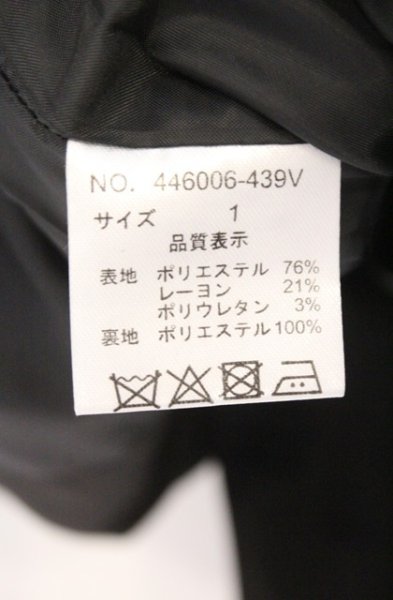 NO. 446006-439V
サイズ 1
品質表示
表地 ポリエステル 76%
レーヨン 21%
ポリウレタン 3%
裏地 ポリエステル 100%